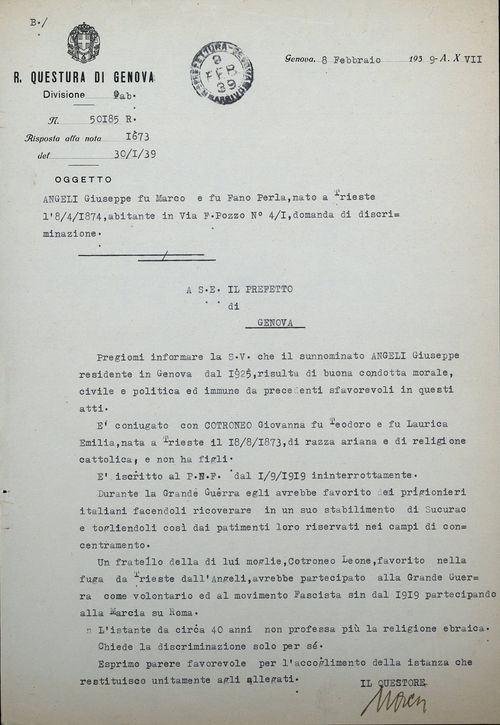 B./
R. QUESTURA DI GENOVA
Divisione Gab.
N. 50185 R.
Risposta alla nota 1673
del 30/I/39
OGGETTO
Genova, 8 Febbraio 1939-A.XVII
PREFETTURA
9
FEB
39
ANGELI Giuseppe fu Marco e fu Fano Perla,nato a Trieste
l'8/4/1874,abitante in Via F.Pozzo N° 4/I,domanda di discri=
minazione.
A S.E. IL PREFETTO
di
GENOVA
Pregiomi informare la S.V. che il sunnominato ANGELI Giuseppe
residente in Genova dal 1925,risulta di buona condotta morale,
civile e politica ed immune da precedenti sfavorevoli in questi
atti.
E' coniugato con COTRONEO Giovanna fu Teodoro e fu Laurica
Emilia,nata a Trieste il 18/8/1873,di razza ariana e di religione
cattolica, e non ha figli.
E' iscritto al P.N.F. dal 1/9/1919 ininterrottamente.
Durante la Grande Guerra egli avrebbe favorito dei prigionieri
italiani facendoli ricoverare in un suo stabilimento di Sucurac
e togliendoli così dai patimenti loro riservati nei campi di con=
centramento.
Un fratello della di lui moglie,Cotroneo Leone,favorito nella
fuga da Trieste dall'Angeli,avrebbe partecipato alla Grande Guer=
ra come volontario ed al movimento Fascista sin dal 1919 partecipando
alla Marcia su Roma.
L'istante da circa 40 anni non professa più la religione ebraica.
Chiede la discriminazione solo per sé.
Esprimo parere favorevole per l'accoglimento della istanza che
restituisco unitamente agli allegati.
IL QUESTORE